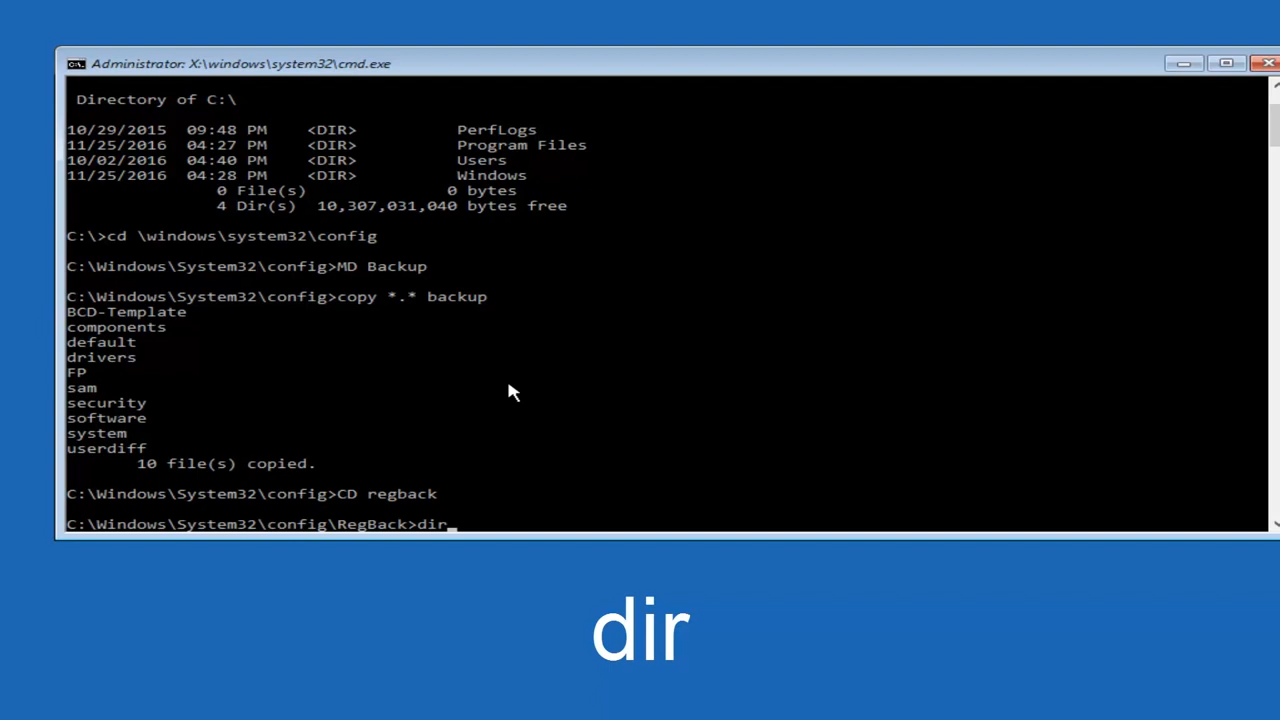 Administrator: X:\windows\system32\cmd.exe
Directory of C:\
10/29/2015 09:48 PM <DIR> PerfLogs
11/25/2016 04:27 PM <DIR> Program Files
10/02/2016 04:40 PM <DIR> Users
11/25/2016 04:28 PM <DIR> Windows
0 File(s) 0 bytes
4 Dir(s) 10,307,031,040 bytes free
C:\>cd \windows\system32\config
C:\Windows\System32\config>MD Backup
C:\Windows\System32\config>copy *.* backup
BCD-Template
components
default
drivers
FP
sam
security
software
system
userdiff
10 file(s) copied.
C:\Windows\System32\config>CD regback
C:\Windows\System32\config\RegBack>dir_
dir